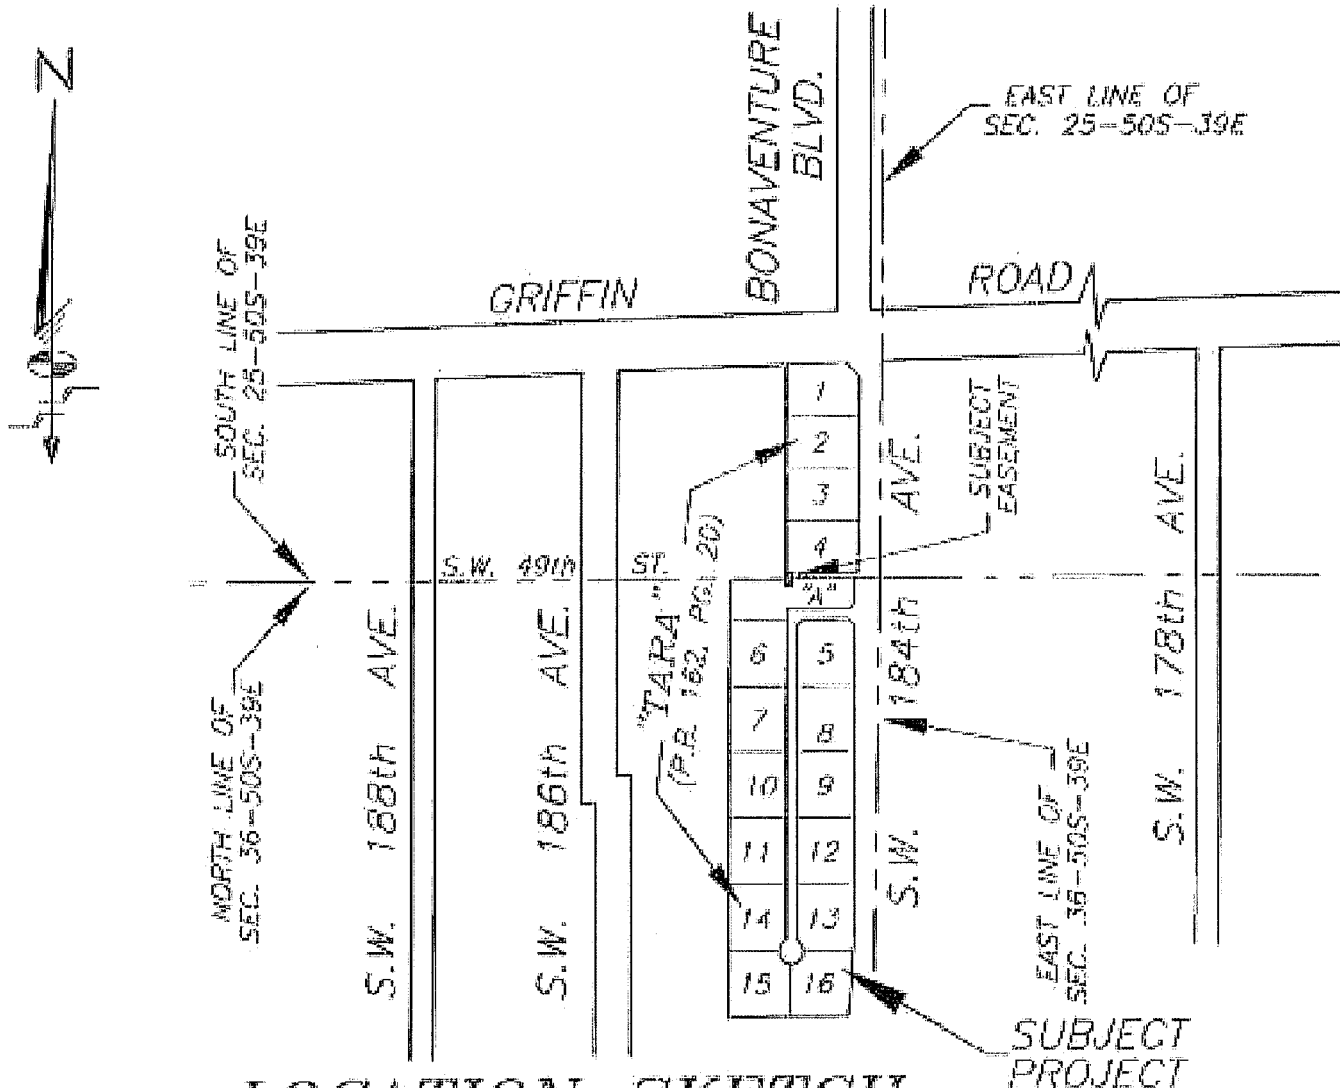 N
BONAVENTURE
BLVD.
EAST LINE OF
SEC. 25-50S-39E
SOUTH LINE OF
SEC. 25-50S-39E
GRIFFIN
ROAD
1
2
3
4
SUBJECT
EASEMENT
S.W. 49th ST.
"A"
"TARA"
(P.B. 162, PG. 20)
NORTH LINE OF
SEC. 36-50S-39E
S.W. 188th AVE.
S.W. 186th AVE.
S.W. 184th AVE.
S.W. 178th AVE.
6 5
7 8
10 9
11 12
14 13
15 16
EAST LINE OF
SEC. 36-50S-39E
SUBJECT
PROJECT
LOCATION SKETCH